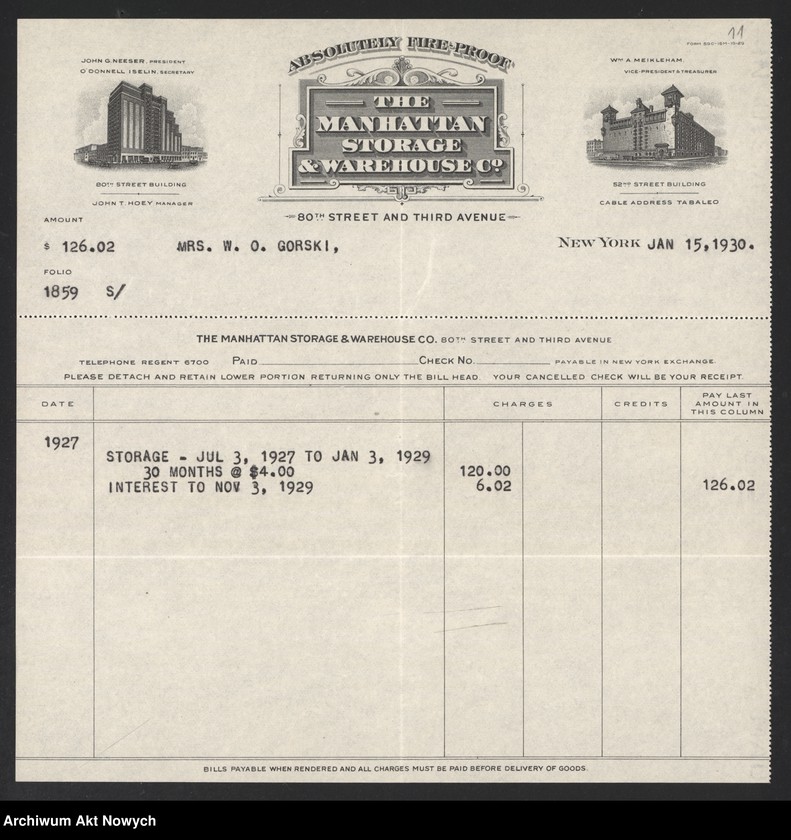 11
FORM 50C-15M-10-29
JOHN G. NEESER, PRESIDENT
O'DONNELL ISELIN, SECRETARY
ABSOLUTELY FIRE-PROOF
WM A. MEIKLEHAM,
VICE-PRESIDENT & TREASURER
THE
MANHATTAN
STORAGE
& WAREHOUSE CO.
80TH STREET BUILDING
JOHN T. HOEY, MANAGER
52ND STREET BUILDING
CABLE ADDRESS TABALEO
80TH STREET AND THIRD AVENUE
AMOUNT
$ 126.02 MRS. W. O. GORSKI, NEW YORK JAN 15,1930.
FOLIO
1859 S/
THE MANHATTAN STORAGE & WAREHOUSE CO. 80TH STREET AND THIRD AVENUE
TELEPHONE REGENT 6700 PAID CHECK NO. PAYABLE IN NEW YORK EXCHANGE.
PLEASE DETACH AND RETAIN LOWER PORTION RETURNING ONLY THE BILL HEAD. YOUR CANCELLED CHECK WILL BE YOUR RECEIPT.
DATE CHARGES CREDITS PAY LAST AMOUNT IN THIS COLUMN
1927
STORAGE - JUL 3, 1927 TO JAN 3, 1929
30 MONTHS @ $4.00 120.00
INTEREST TO NOV 3, 1929 6.02 126.02
BILLS PAYABLE WHEN RENDERED AND ALL CHARGES MUST BE PAID BEFORE DELIVERY OF GOODS.
Archiwum Akt Nowych